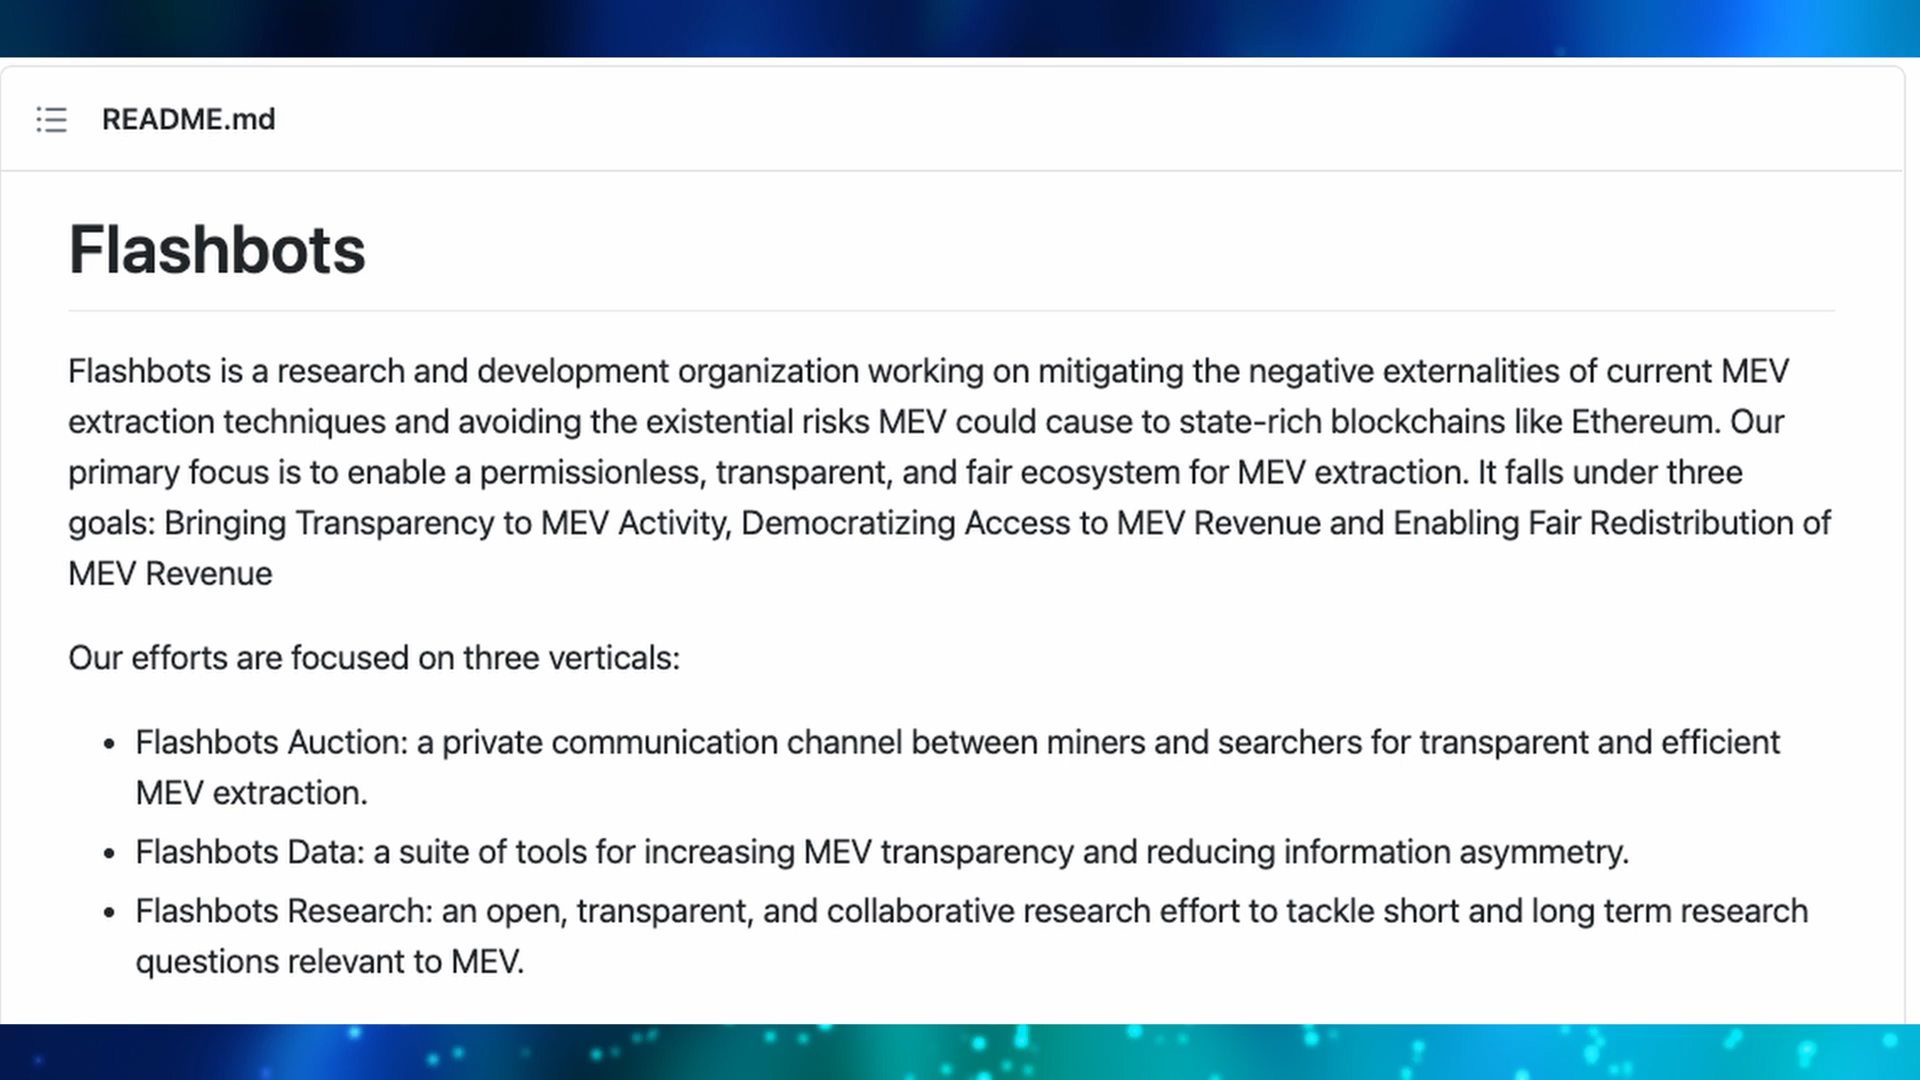 README.md
Flashbots
Flashbots is a research and development organization working on mitigating the negative externalities of current MEV
extraction techniques and avoiding the existential risks MEV could cause to state-rich blockchains like Ethereum. Our
primary focus is to enable a permissionless, transparent, and fair ecosystem for MEV extraction. It falls under three
goals: Bringing Transparency to MEV Activity, Democratizing Access to MEV Revenue and Enabling Fair Redistribution of
MEV Revenue
Our efforts are focused on three verticals:
• Flashbots Auction: a private communication channel between miners and searchers for transparent and efficient
MEV extraction.
• Flashbots Data: a suite of tools for increasing MEV transparency and reducing information asymmetry.
• Flashbots Research: an open, transparent, and collaborative research effort to tackle short and long term research
questions relevant to MEV.